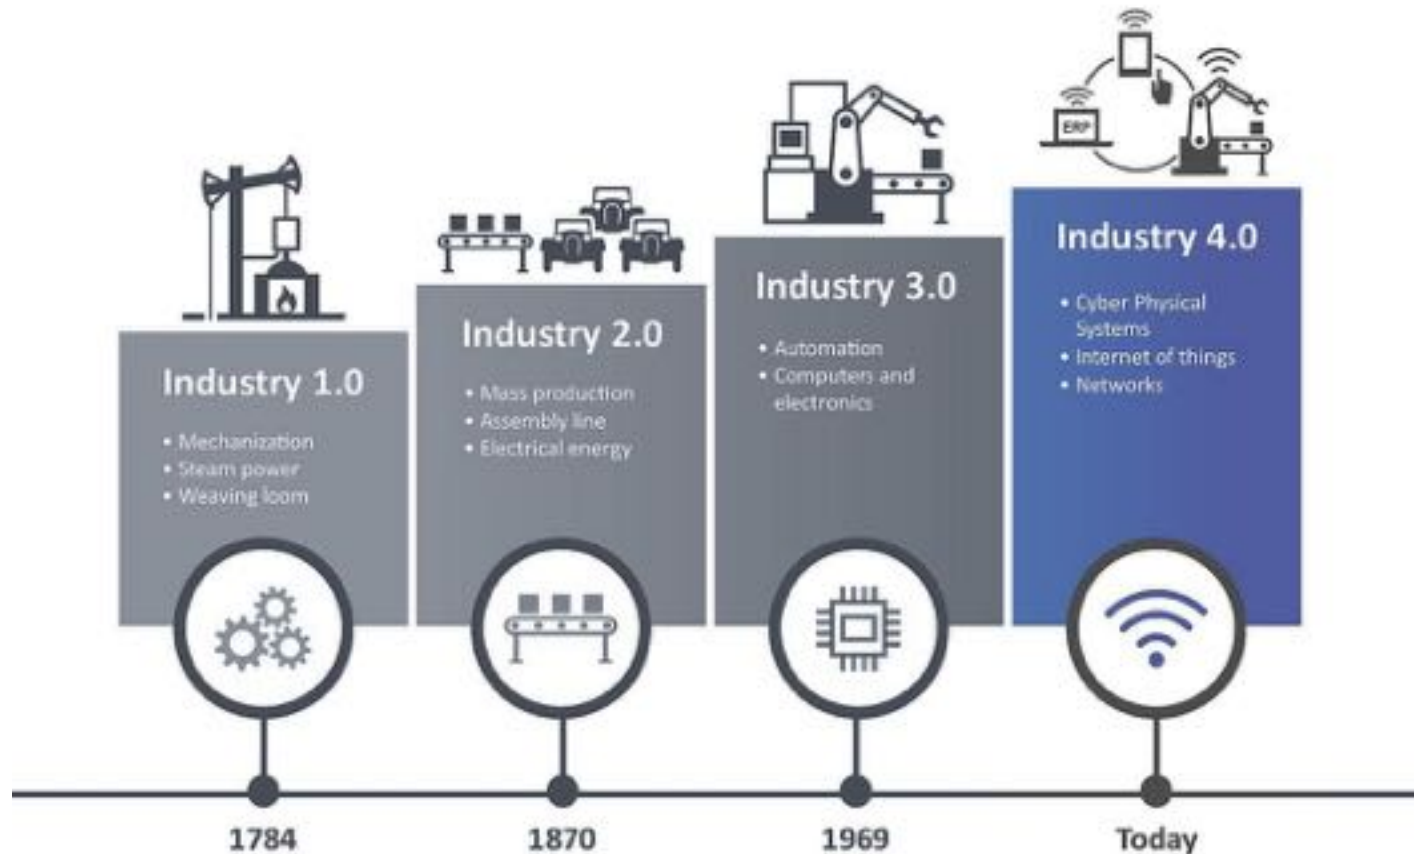 ERP
Industry 1.0
• Mechanization
• Steam power
• Weaving loom
Industry 2.0
• Mass production
• Assembly line
• Electrical energy
Industry 3.0
• Automation
• Computers and
electronics
Industry 4.0
• Cyber Physical
Systems
• Internet of things
• Networks
1784
1870
1969
Today